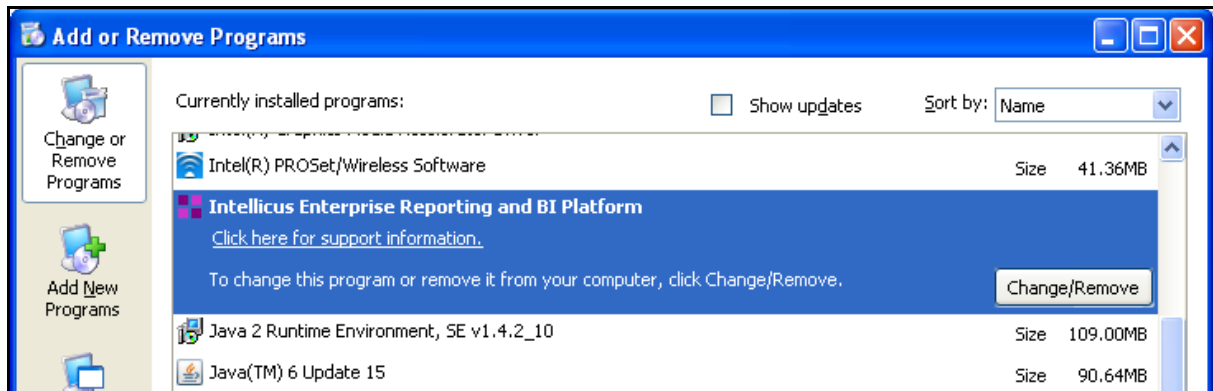 Add or Remove Programs
Change or
Remove
Programs
Currently installed programs:
Show updates
Sort by: Name
Intel(R) PROSet/Wireless Software
Size 41.36MB
Intellicus Enterprise Reporting and BI Platform
Click here for support information.
To change this program or remove it from your computer, click Change/Remove.
Change/Remove
Add New
Programs
Java 2 Runtime Environment, SE v1.4.2_10
Size 109.00MB
Java(TM) 6 Update 15
Size 90.64MB